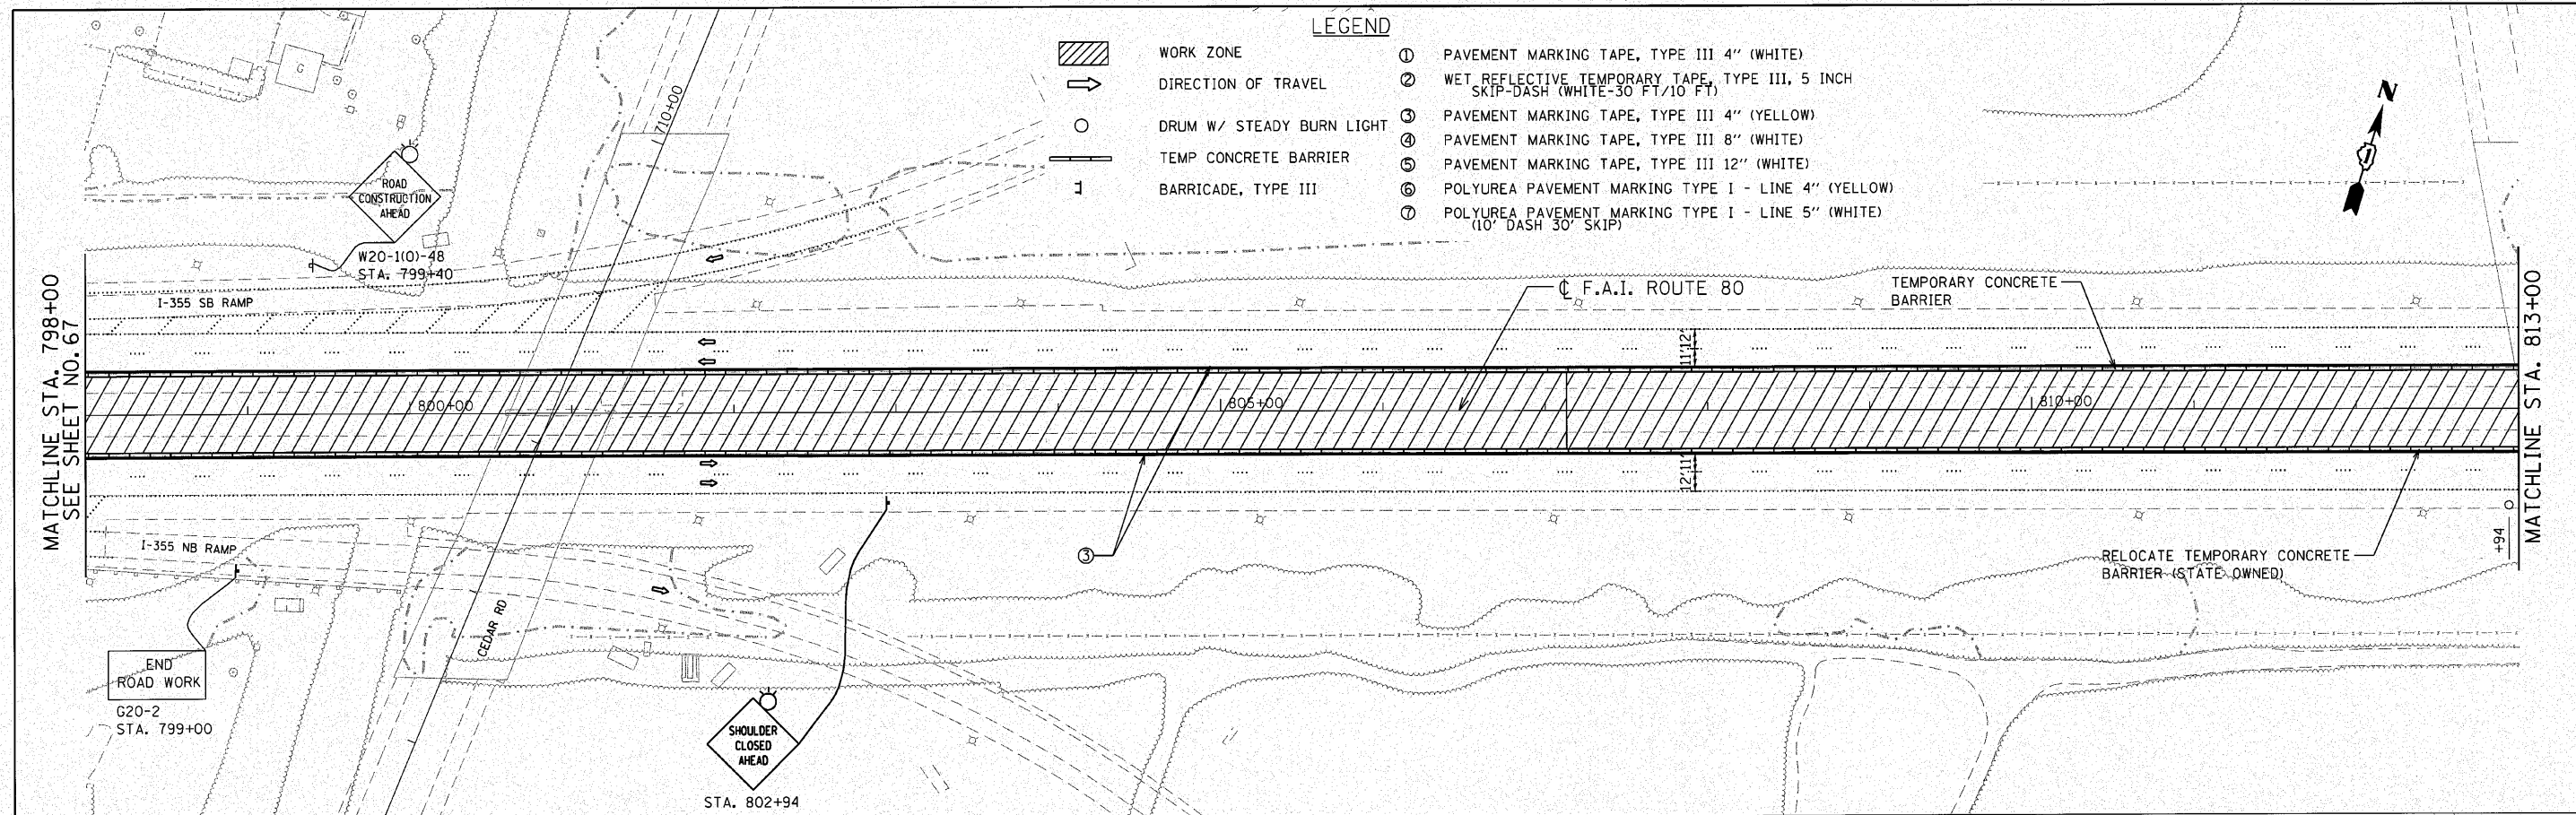 LEGEND
WORK ZONE
DIRECTION OF TRAVEL
DRUM W/ STEADY BURN LIGHT
TEMP CONCRETE BARRIER
BARRICADE, TYPE III
① PAVEMENT MARKING TAPE, TYPE III 4" (WHITE)
② WET REFLECTIVE TEMPORARY TAPE, TYPE III, 5 INCH
SKIP-DASH (WHITE-30 FT/10 FT)
③ PAVEMENT MARKING TAPE, TYPE III 4" (YELLOW)
④ PAVEMENT MARKING TAPE, TYPE III 8" (WHITE)
⑤ PAVEMENT MARKING TAPE, TYPE III 12" (WHITE)
⑥ POLYUREA PAVEMENT MARKING TYPE I - LINE 4" (YELLOW)
⑦ POLYUREA PAVEMENT MARKING TYPE I - LINE 5" (WHITE)
(10' DASH 30' SKIP)
N
1
G
710+00
ROAD
CONSTRUCTION
AHEAD
W20-1(O)-48
STA. 799+40
I-355 SB RAMP
MATCHLINE STA. 798+00
SEE SHEET NO. 67
℄ F.A.I. ROUTE 80
TEMPORARY CONCRETE
BARRIER
MATCHLINE STA. 813+00
11' 12'
800+00
805+00
810+00
12' 11'
I-355 NB RAMP
③
+94
RELOCATE TEMPORARY CONCRETE
BARRIER (STATE OWNED)
CEDAR RD
END
ROAD WORK
G20-2
STA. 799+00
SHOULDER
CLOSED
AHEAD
STA. 802+94